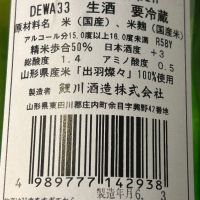 DEWA33 生酒 要冷蔵
原材料名 米(国産)、米麹(国産米)
アルコール分15.0度以上16.0度未満 R5BY
精米歩合50% 日本酒度 +3
総酸度 1.4 アミノ酸度 0.5
山形県産米「出羽燦々」100%使用
鯉川酒造株式会社
山形県東田川郡庄内町余目字興野42番地
4 989777 142938
製造年月 6. 3